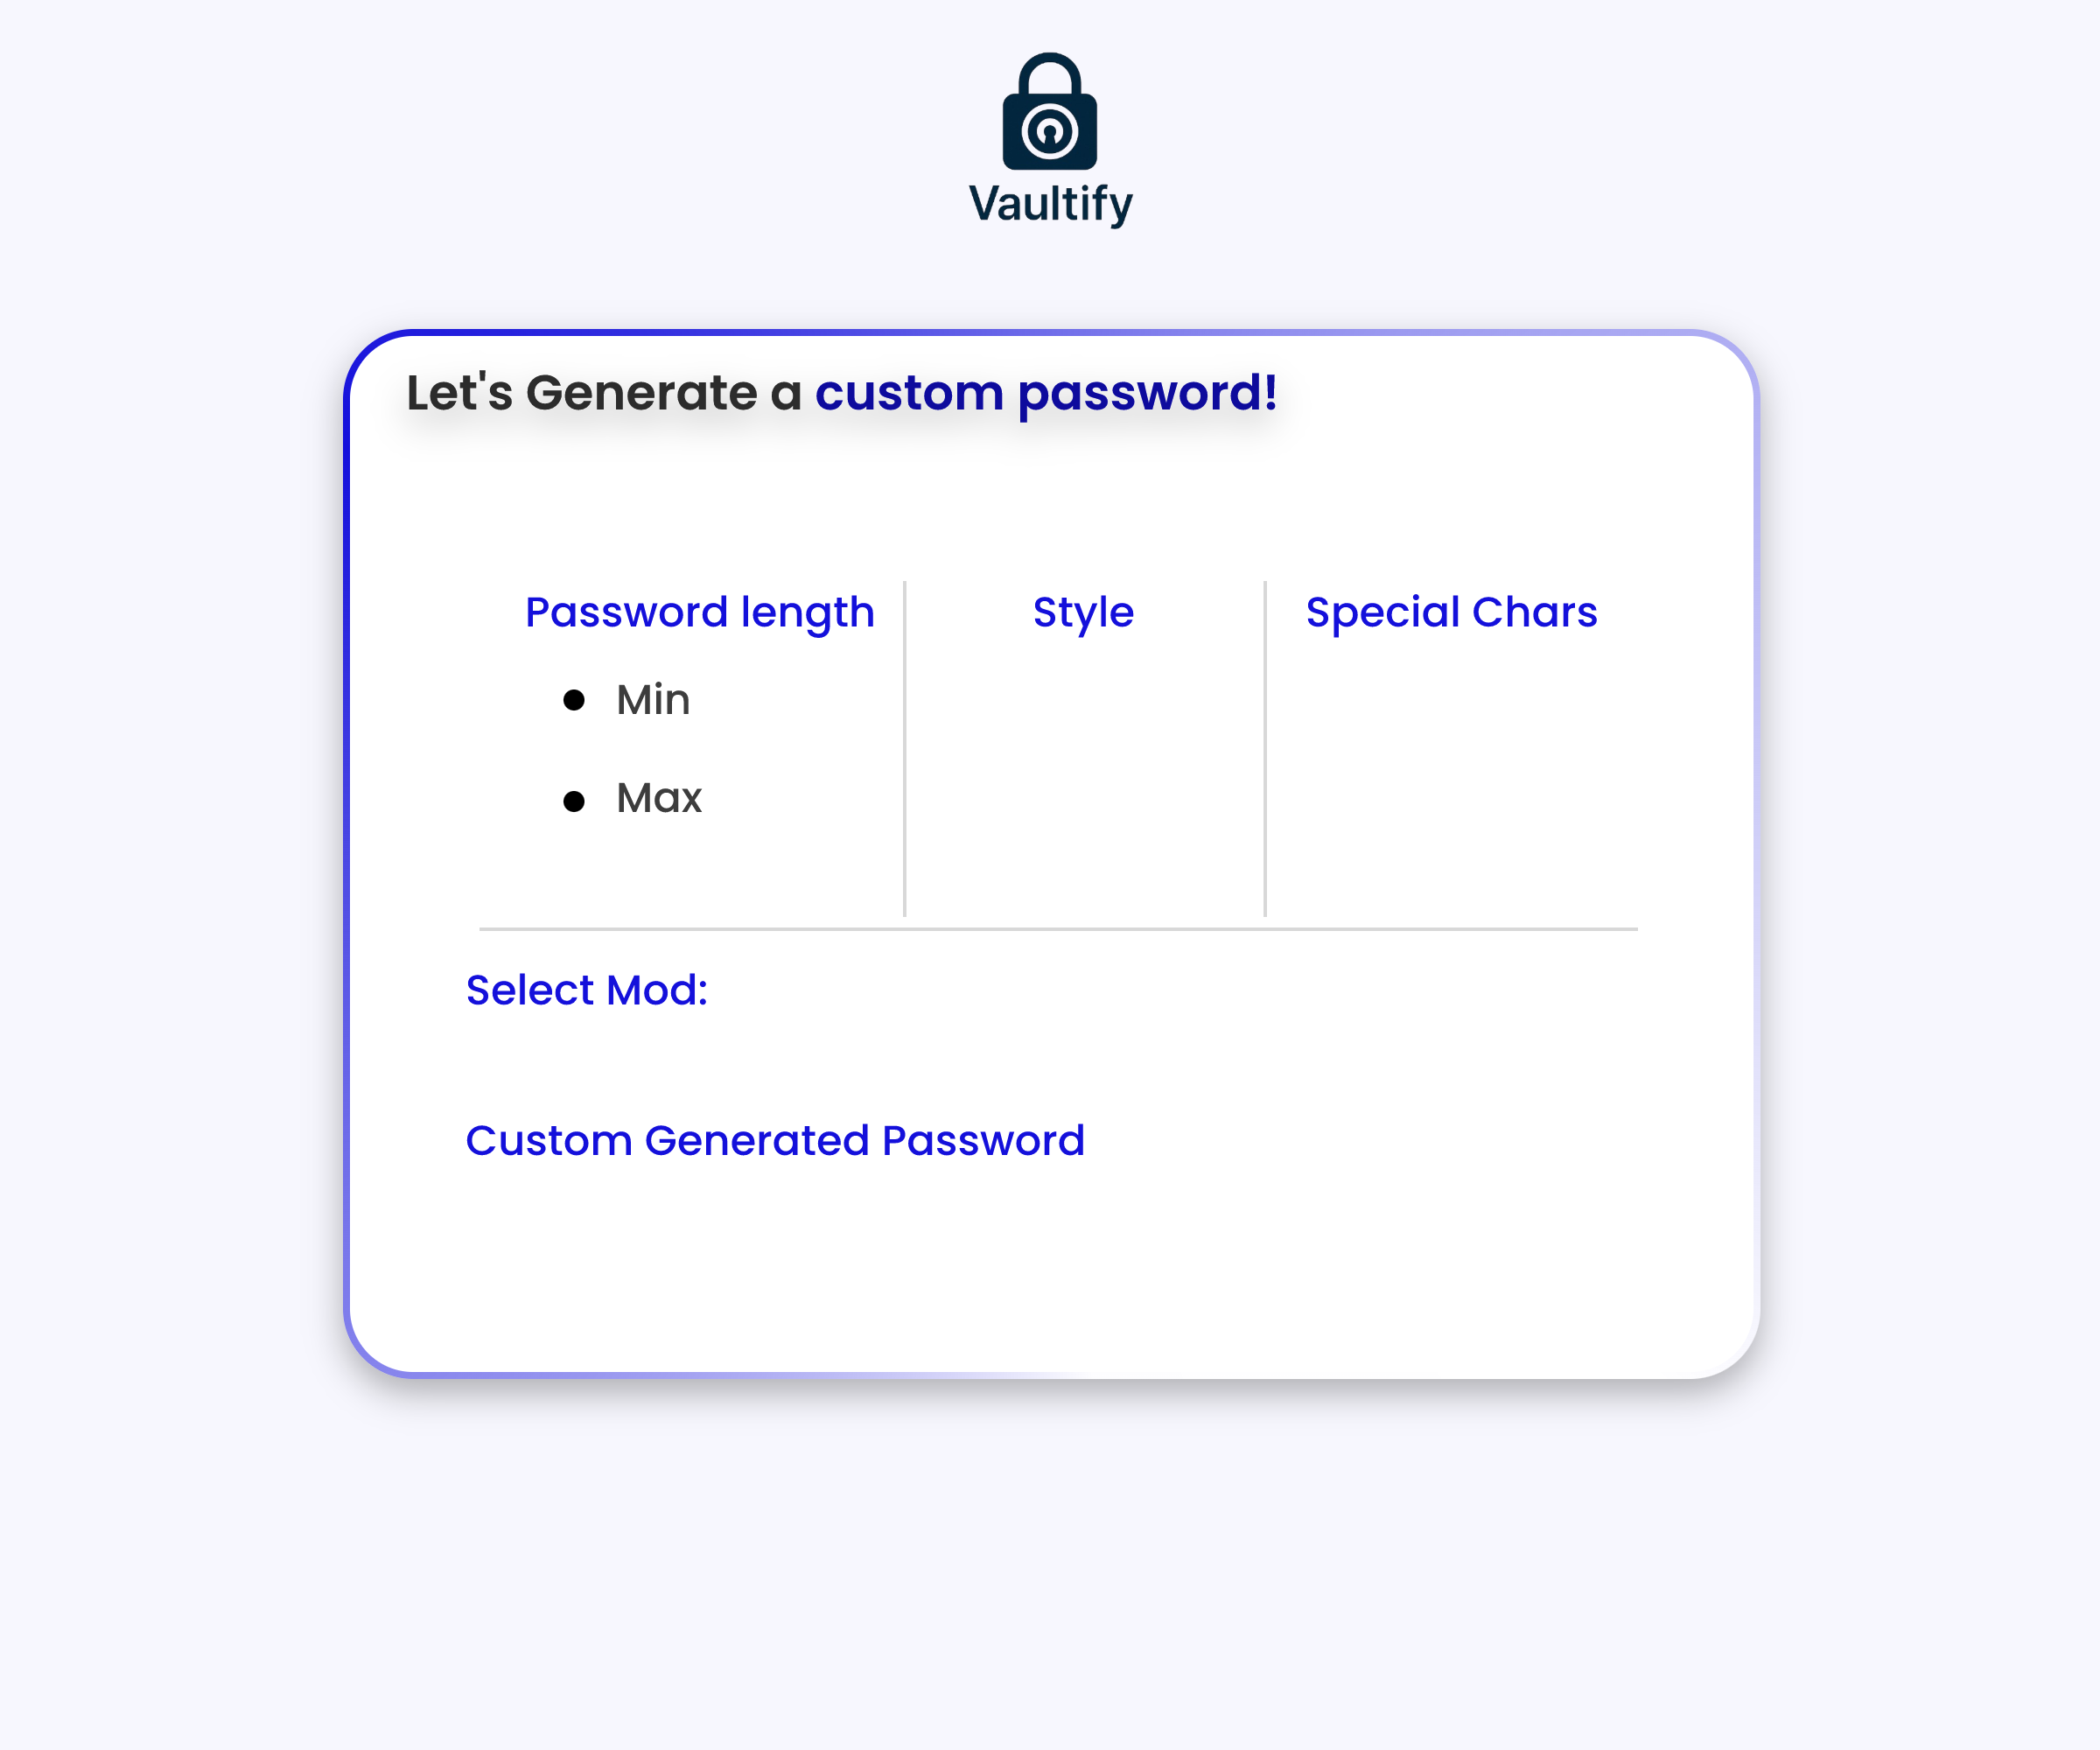 Vaultify
Let's Generate a custom password!
Password length
Style
Special Chars
Min
Max
Select Mod:
Custom Generated Password